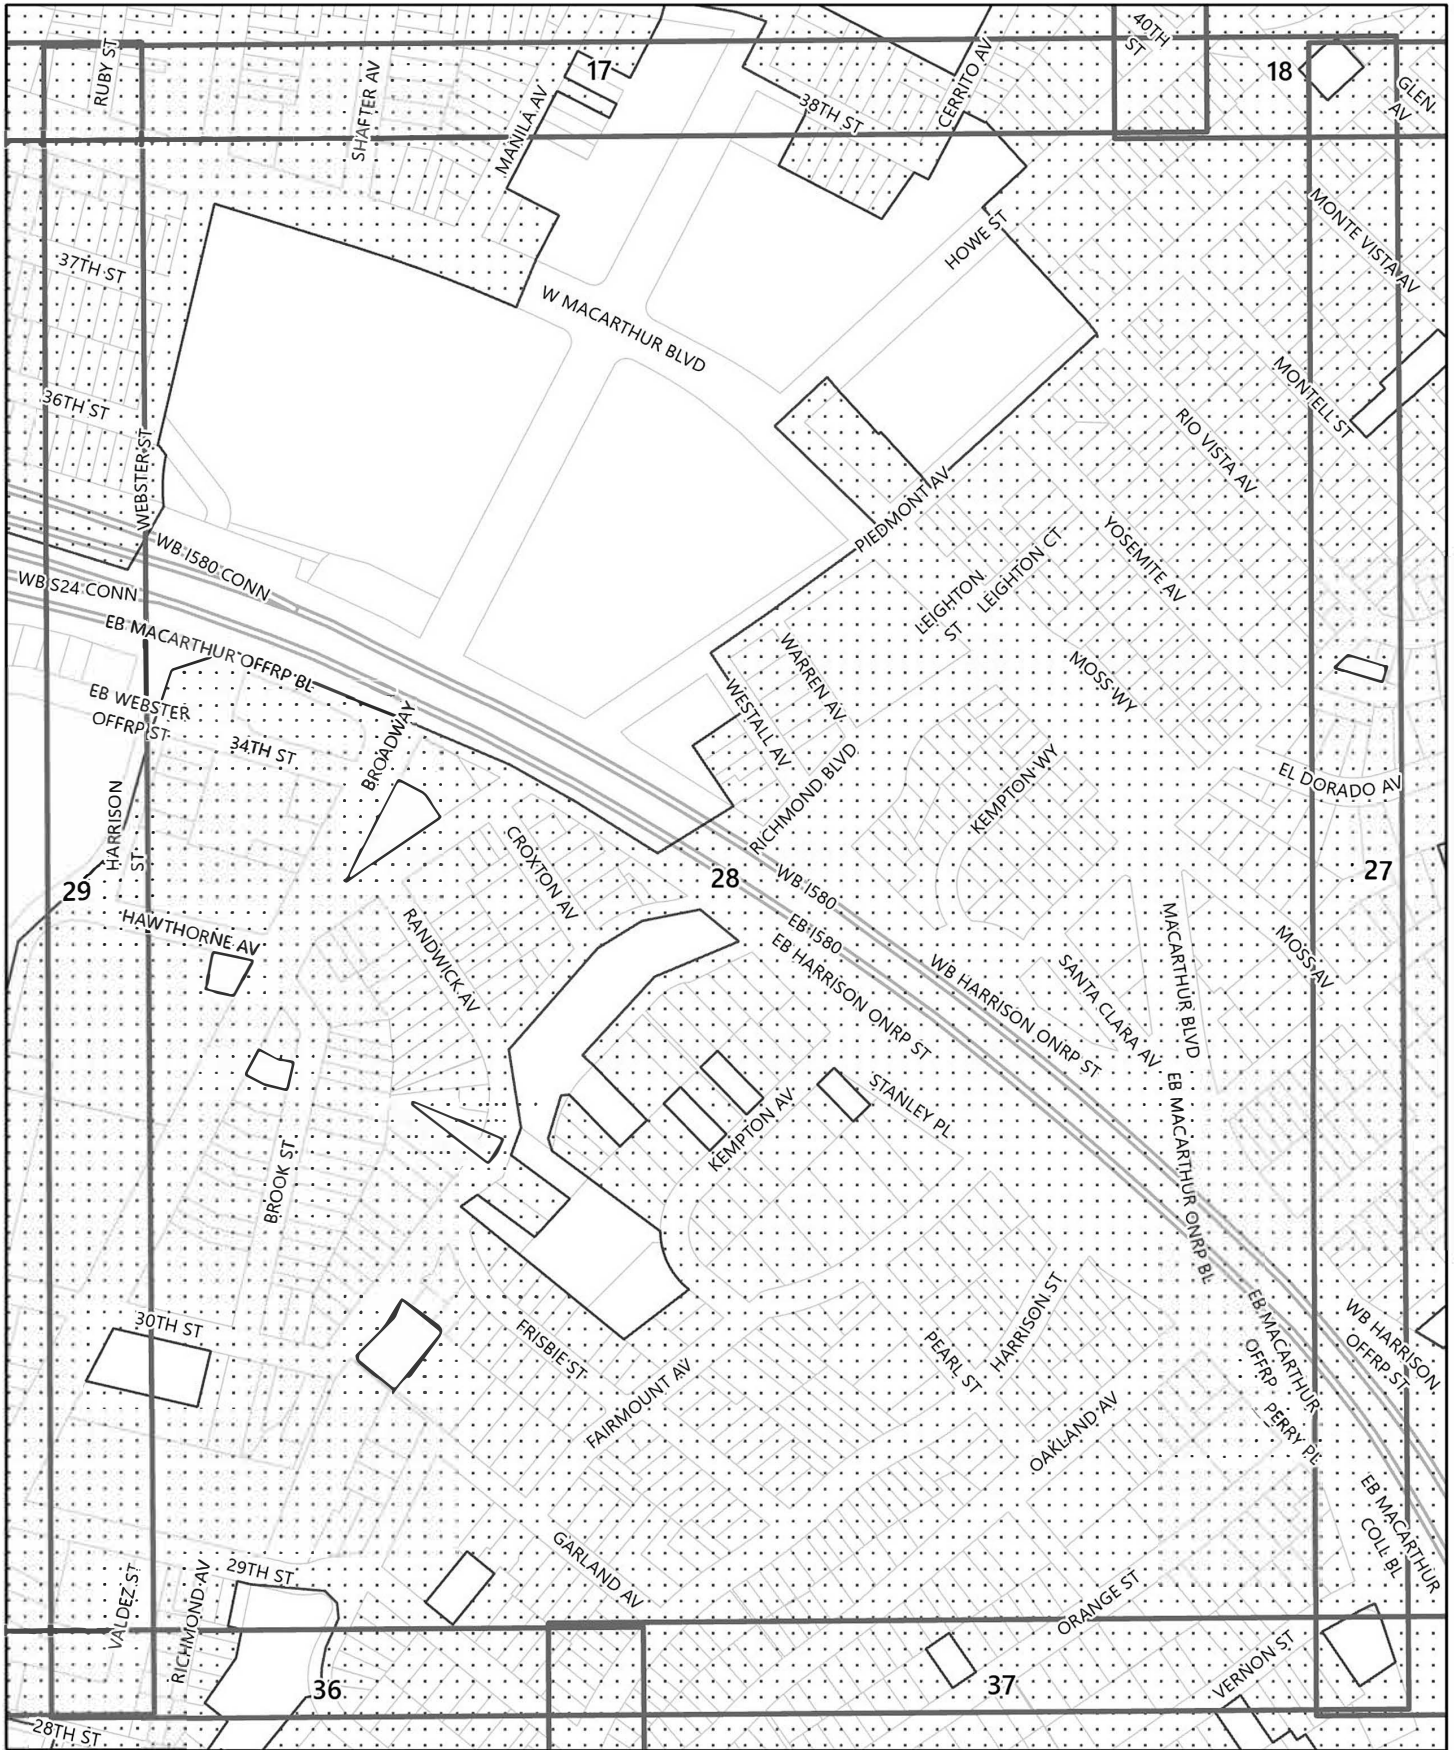 RUBY ST
SHAFTER AV
MANILA AV
17
38TH ST
CERRITO AV
40TH
ST
18
GLEN
AV
37TH ST
W MACARTHUR BLVD
HOWE ST
MONTE VISTA AV
36TH ST
WEBSTER ST
MONTELL ST
RIO VISTA AV
PIEDMONT AV
WB I580 CONN
WB S24 CONN
LEIGHTON
ST
LEIGHTON CT
YOSEMITE AV
EB MACARTHUR OFFRP BL
EB WEBSTER
OFFRP ST
34TH ST
BROADWAY
WARREN AV
WESTALL AV
MOSS WY
RICHMOND BLVD
KEMPTON WY
EL DORADO AV
HARRISON
ST
29
CROXTON AV
28
WB I580
27
HAWTHORNE AV
RANDWICK AV
EB I580
EB HARRISON ONRP ST
WB HARRISON ONRP ST
SANTA CLARA AV
MACARTHUR BLVD
MOSS AV
BROOK ST
KEMPTON AV
STANLEY PL
EB MACARTHUR ONRP BL
30TH ST
FRISBIE ST
FAIRMOUNT AV
PEARL ST
HARRISON ST
OAKLAND AV
EB MACARTHUR
OFFRP
PERRY PL
WB HARRISON
OFFRP ST
EB MACARTHUR
COLL BL
29TH ST
GARLAND AV
VALDEZ ST
RICHMOND AV
36
37
ORANGE ST
VERNON ST
28TH ST